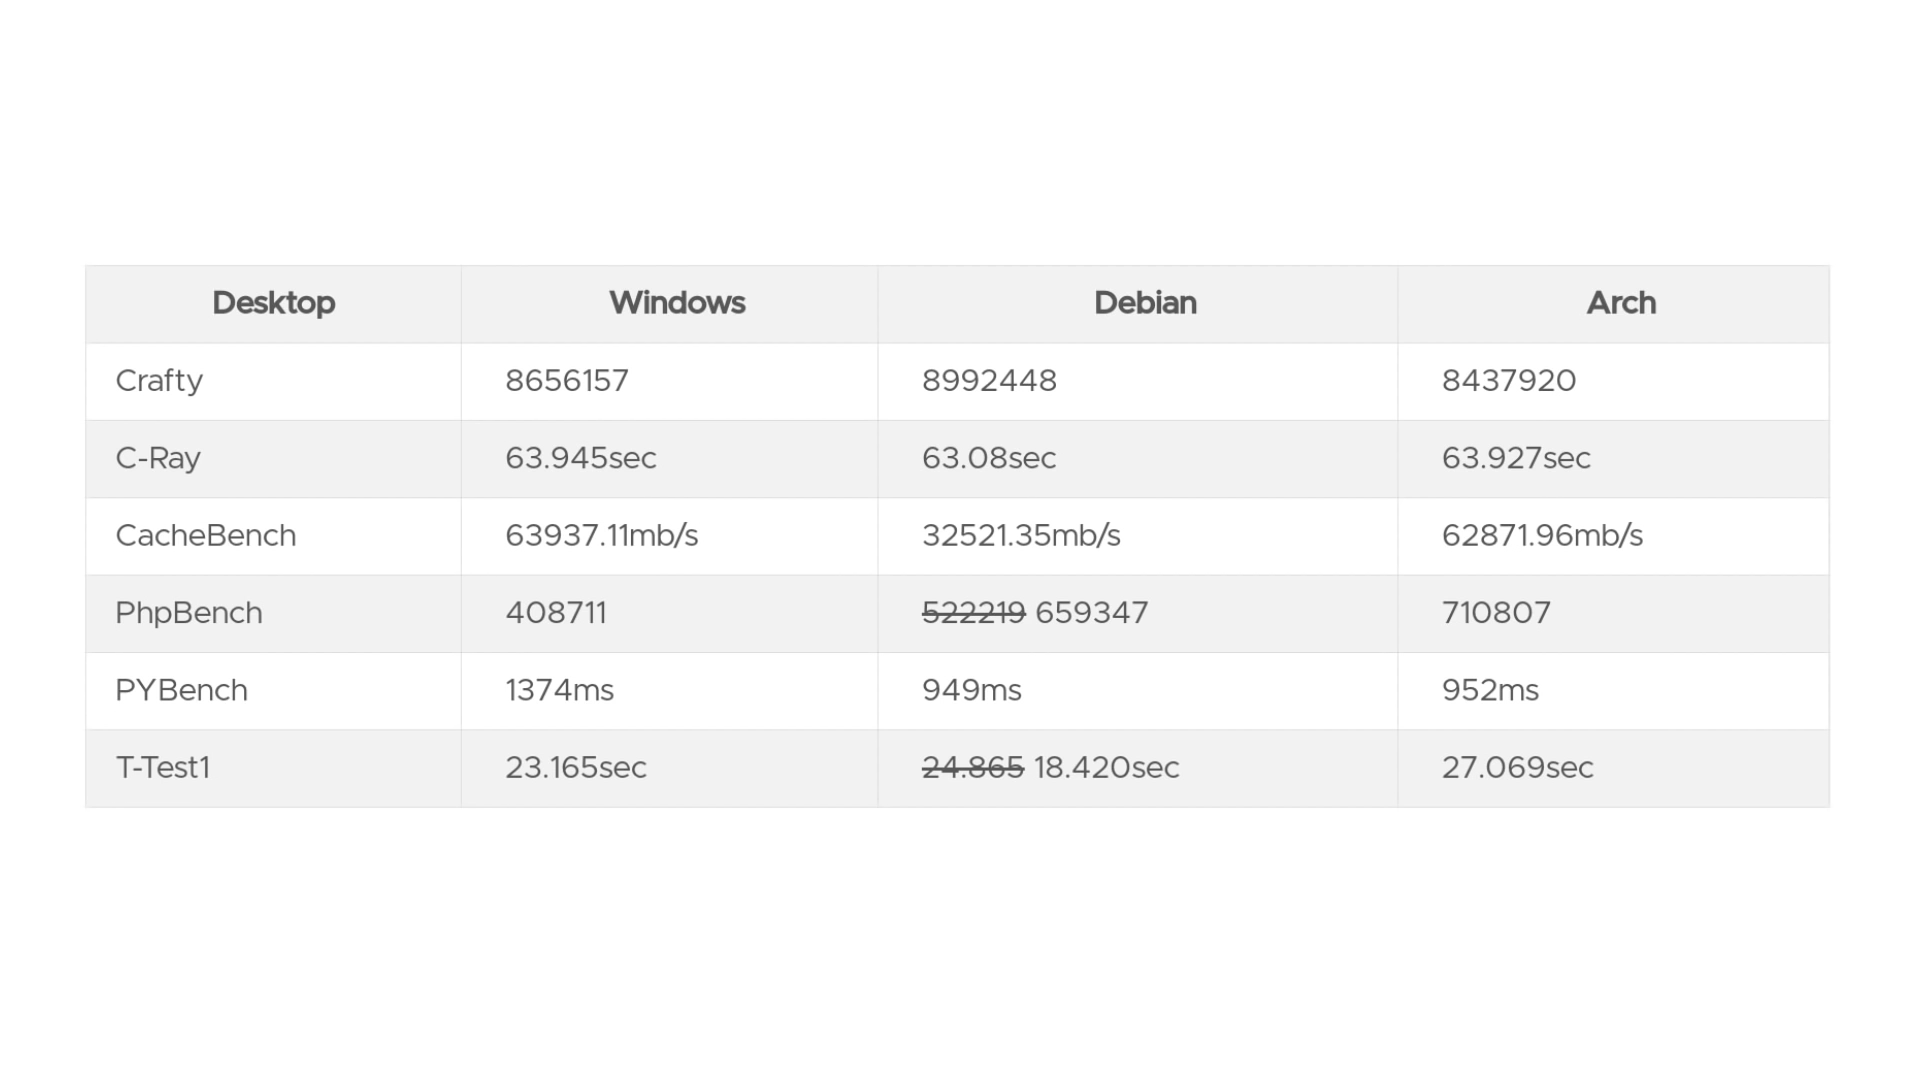 Desktop Windows Debian Arch
Crafty 8656157 8992448 8437920
C-Ray 63.945sec 63.08sec 63.927sec
CacheBench 63937.11mb/s 32521.35mb/s 62871.96mb/s
PhpBench 408711 522219 659347 710807
PYBench 1374ms 949ms 952ms
T-Test1 23.165sec 24.865 18.420sec 27.069sec